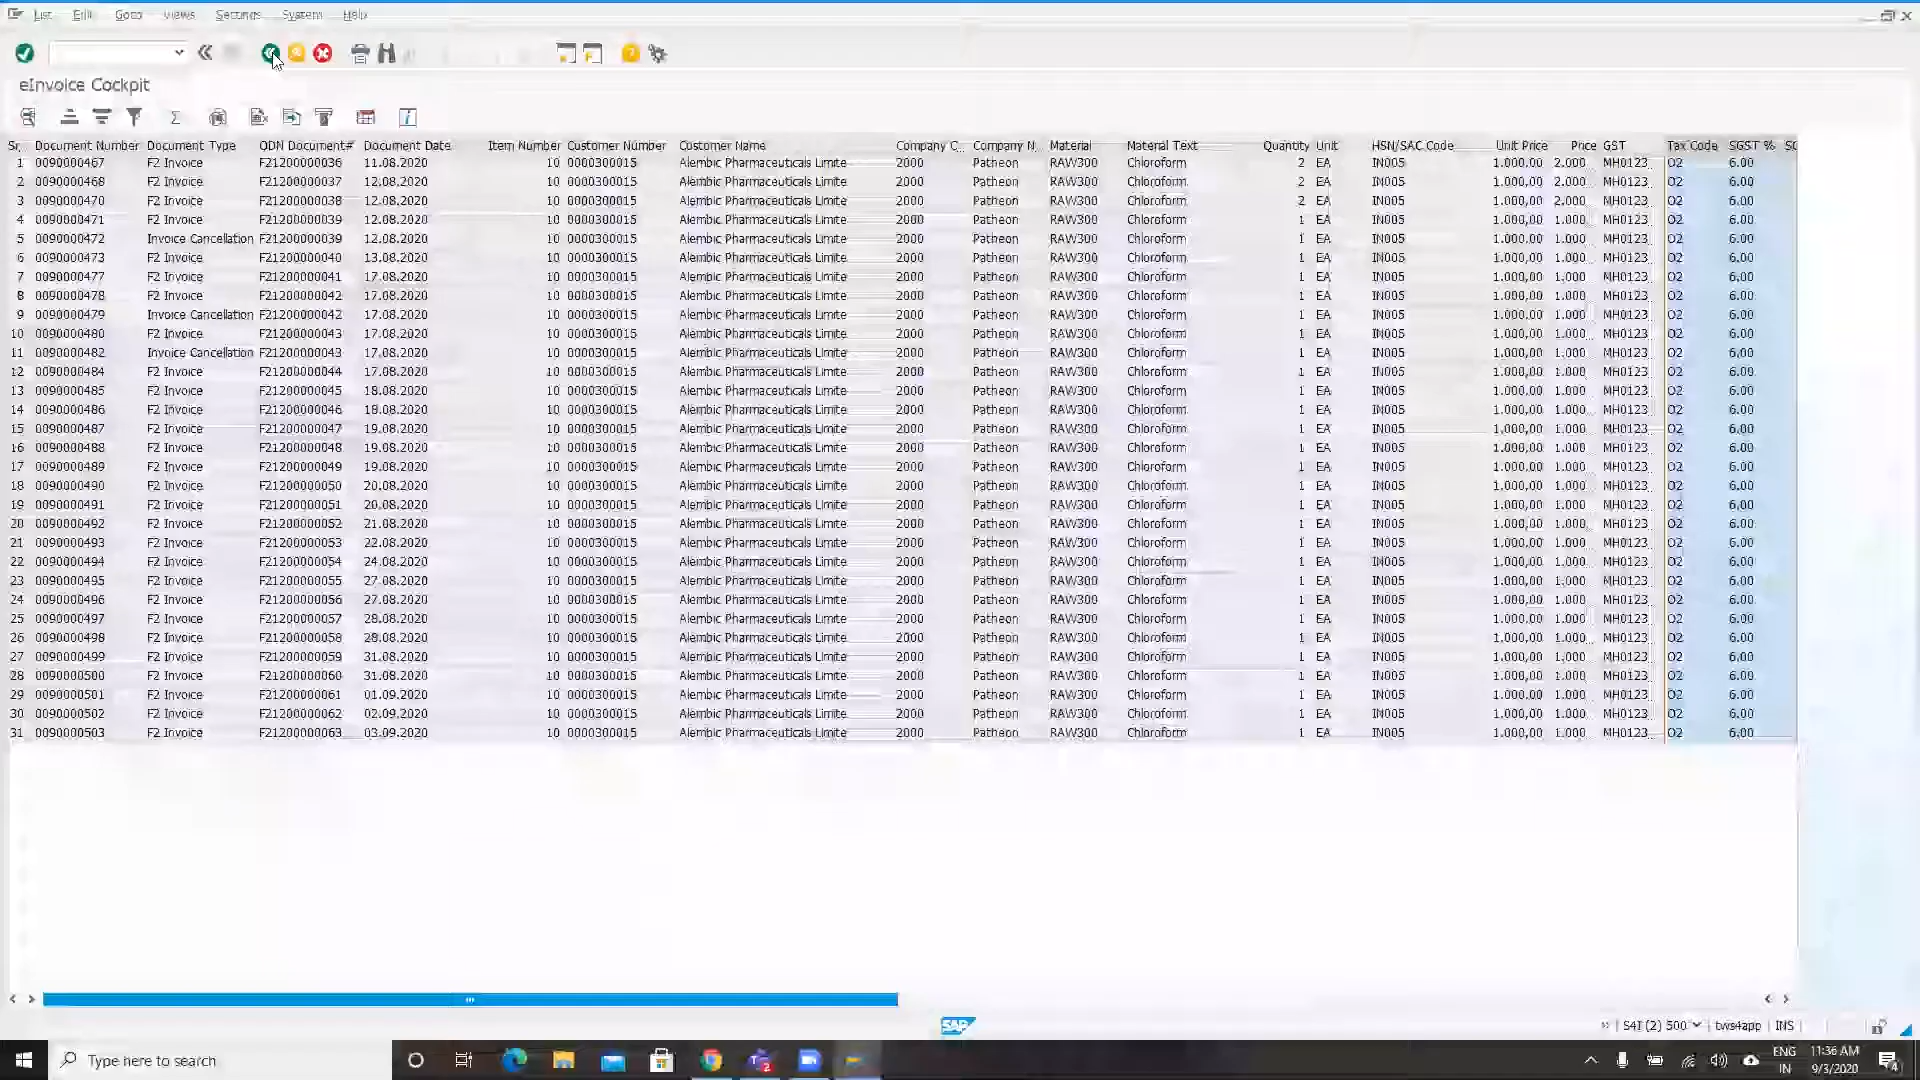 List Edit Goto Views Settings System Help
eInvoice Cockpit
Sr. Document Number Document Type ODN Document# Document Date Item Number Customer Number Customer Name Company C... Company N... Material Material Text Quantity Unit HSN/SAC Code Unit Price Price GST Tax Code SGST % SG
1 0090000467 F2 Invoice F21200000036 11.08.2020 10 0000300015 Alembic Pharmaceuticals Limite 2000 Patheon RAW300 Chloroform 2 EA IN005 1.000,00 2.000... MH0123... O2 6.00
2 0090000468 F2 Invoice F21200000037 12.08.2020 10 0000300015 Alembic Pharmaceuticals Limite 2000 Patheon RAW300 Chloroform 2 EA IN005 1.000,00 2.000... MH0123... O2 6.00
3 0090000470 F2 Invoice F21200000038 12.08.2020 10 0000300015 Alembic Pharmaceuticals Limite 2000 Patheon RAW300 Chloroform 2 EA IN005 1.000,00 2.000... MH0123... O2 6.00
4 0090000471 F2 Invoice F21200000039 12.08.2020 10 0000300015 Alembic Pharmaceuticals Limite 2000 Patheon RAW300 Chloroform 1 EA IN005 1.000,00 1.000... MH0123... O2 6.00
5 0090000472 Invoice Cancellation F21200000039 12.08.2020 10 0000300015 Alembic Pharmaceuticals Limite 2000 Patheon RAW300 Chloroform 1 EA IN005 1.000,00 1.000... MH0123... O2 6.00
6 0090000473 F2 Invoice F21200000040 13.08.2020 10 0000300015 Alembic Pharmaceuticals Limite 2000 Patheon RAW300 Chloroform 1 EA IN005 1.000,00 1.000... MH0123... O2 6.00
7 0090000477 F2 Invoice F21200000041 17.08.2020 10 0000300015 Alembic Pharmaceuticals Limite 2000 Patheon RAW300 Chloroform 1 EA IN005 1.000,00 1.000... MH0123... O2 6.00
8 0090000478 F2 Invoice F21200000042 17.08.2020 10 0000300015 Alembic Pharmaceuticals Limite 2000 Patheon RAW300 Chloroform 1 EA IN005 1.000,00 1.000... MH0123... O2 6.00
9 0090000479 Invoice Cancellation F21200000042 17.08.2020 10 0000300015 Alembic Pharmaceuticals Limite 2000 Patheon RAW300 Chloroform 1 EA IN005 1.000,00 1.000... MH0123... O2 6.00
10 0090000480 F2 Invoice F21200000043 17.08.2020 10 0000300015 Alembic Pharmaceuticals Limite 2000 Patheon RAW300 Chloroform 1 EA IN005 1.000,00 1.000... MH0123... O2 6.00
11 0090000482 Invoice Cancellation F21200000043 17.08.2020 10 0000300015 Alembic Pharmaceuticals Limite 2000 Patheon RAW300 Chloroform 1 EA IN005 1.000,00 1.000... MH0123... O2 6.00
12 0090000484 F2 Invoice F21200000044 17.08.2020 10 0000300015 Alembic Pharmaceuticals Limite 2000 Patheon RAW300 Chloroform 1 EA IN005 1.000,00 1.000... MH0123... O2 6.00
13 0090000485 F2 Invoice F21200000045 18.08.2020 10 0000300015 Alembic Pharmaceuticals Limite 2000 Patheon RAW300 Chloroform 1 EA IN005 1.000,00 1.000... MH0123... O2 6.00
14 0090000486 F2 Invoice F21200000046 18.08.2020 10 0000300015 Alembic Pharmaceuticals Limite 2000 Patheon RAW300 Chloroform 1 EA IN005 1.000,00 1.000... MH0123... O2 6.00
15 0090000487 F2 Invoice F21200000047 19.08.2020 10 0000300015 Alembic Pharmaceuticals Limite 2000 Patheon RAW300 Chloroform 1 EA IN005 1.000,00 1.000... MH0123... O2 6.00
16 0090000488 F2 Invoice F21200000048 19.08.2020 10 0000300015 Alembic Pharmaceuticals Limite 2000 Patheon RAW300 Chloroform 1 EA IN005 1.000,00 1.000... MH0123... O2 6.00
17 0090000489 F2 Invoice F21200000049 19.08.2020 10 0000300015 Alembic Pharmaceuticals Limite 2000 Patheon RAW300 Chloroform 1 EA IN005 1.000,00 1.000... MH0123... O2 6.00
18 0090000490 F2 Invoice F21200000050 20.08.2020 10 0000300015 Alembic Pharmaceuticals Limite 2000 Patheon RAW300 Chloroform 1 EA IN005 1.000,00 1.000... MH0123... O2 6.00
19 0090000491 F2 Invoice F21200000051 20.08.2020 10 0000300015 Alembic Pharmaceuticals Limite 2000 Patheon RAW300 Chloroform 1 EA IN005 1.000,00 1.000... MH0123... O2 6.00
20 0090000492 F2 Invoice F21200000052 21.08.2020 10 0000300015 Alembic Pharmaceuticals Limite 2000 Patheon RAW300 Chloroform 1 EA IN005 1.000,00 1.000... MH0123... O2 6.00
21 0090000493 F2 Invoice F21200000053 22.08.2020 10 0000300015 Alembic Pharmaceuticals Limite 2000 Patheon RAW300 Chloroform 1 EA IN005 1.000,00 1.000... MH0123... O2 6.00
22 0090000494 F2 Invoice F21200000054 24.08.2020 10 0000300015 Alembic Pharmaceuticals Limite 2000 Patheon RAW300 Chloroform 1 EA IN005 1.000,00 1.000... MH0123... O2 6.00
23 0090000495 F2 Invoice F21200000055 27.08.2020 10 0000300015 Alembic Pharmaceuticals Limite 2000 Patheon RAW300 Chloroform 1 EA IN005 1.000,00 1.000... MH0123... O2 6.00
24 0090000496 F2 Invoice F21200000056 27.08.2020 10 0000300015 Alembic Pharmaceuticals Limite 2000 Patheon RAW300 Chloroform 1 EA IN005 1.000,00 1.000... MH0123... O2 6.00
25 0090000497 F2 Invoice F21200000057 28.08.2020 10 0000300015 Alembic Pharmaceuticals Limite 2000 Patheon RAW300 Chloroform 1 EA IN005 1.000,00 1.000... MH0123... O2 6.00
26 0090000498 F2 Invoice F21200000058 28.08.2020 10 0000300015 Alembic Pharmaceuticals Limite 2000 Patheon RAW300 Chloroform 1 EA IN005 1.000,00 1.000... MH0123... O2 6.00
27 0090000499 F2 Invoice F21200000059 31.08.2020 10 0000300015 Alembic Pharmaceuticals Limite 2000 Patheon RAW300 Chloroform 1 EA IN005 1.000,00 1.000... MH0123... O2 6.00
28 0090000500 F2 Invoice F21200000060 31.08.2020 10 0000300015 Alembic Pharmaceuticals Limite 2000 Patheon RAW300 Chloroform 1 EA IN005 1.000,00 1.000... MH0123... O2 6.00
29 0090000501 F2 Invoice F21200000061 01.09.2020 10 0000300015 Alembic Pharmaceuticals Limite 2000 Patheon RAW300 Chloroform 1 EA IN005 1.000,00 1.000... MH0123... O2 6.00
30 0090000502 F2 Invoice F21200000062 02.09.2020 10 0000300015 Alembic Pharmaceuticals Limite 2000 Patheon RAW300 Chloroform 1 EA IN005 1.000,00 1.000... MH0123... O2 6.00
31 0090000503 F2 Invoice F21200000063 03.09.2020 10 0000300015 Alembic Pharmaceuticals Limite 2000 Patheon RAW300 Chloroform 1 EA IN005 1.000,00 1.000... MH0123... O2 6.00
SAP
S4I (2) 500 tws4app INS
Type here to search
ENG 11:36 AM
IN 9/3/2020